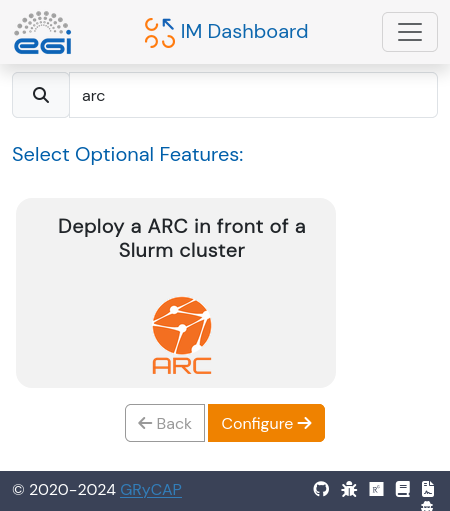 egi
IM Dashboard
arc
Select Optional Features:
Deploy a ARC in front of a
Slurm cluster
ARC
← Back
Configure →
© 2020-2024 GRyCAP